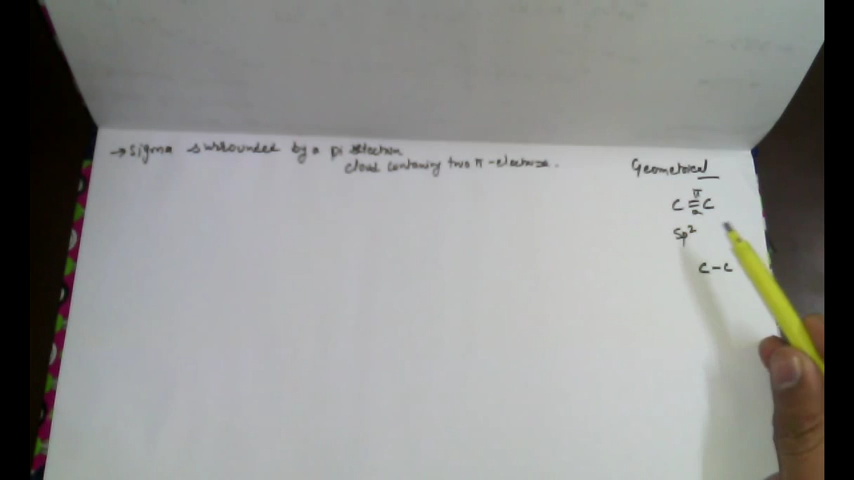 → Sigma surrounded by a pi electron
cloud containing two π-electrons.
Geometrical
π
C = C
σ
Sp²
C-C